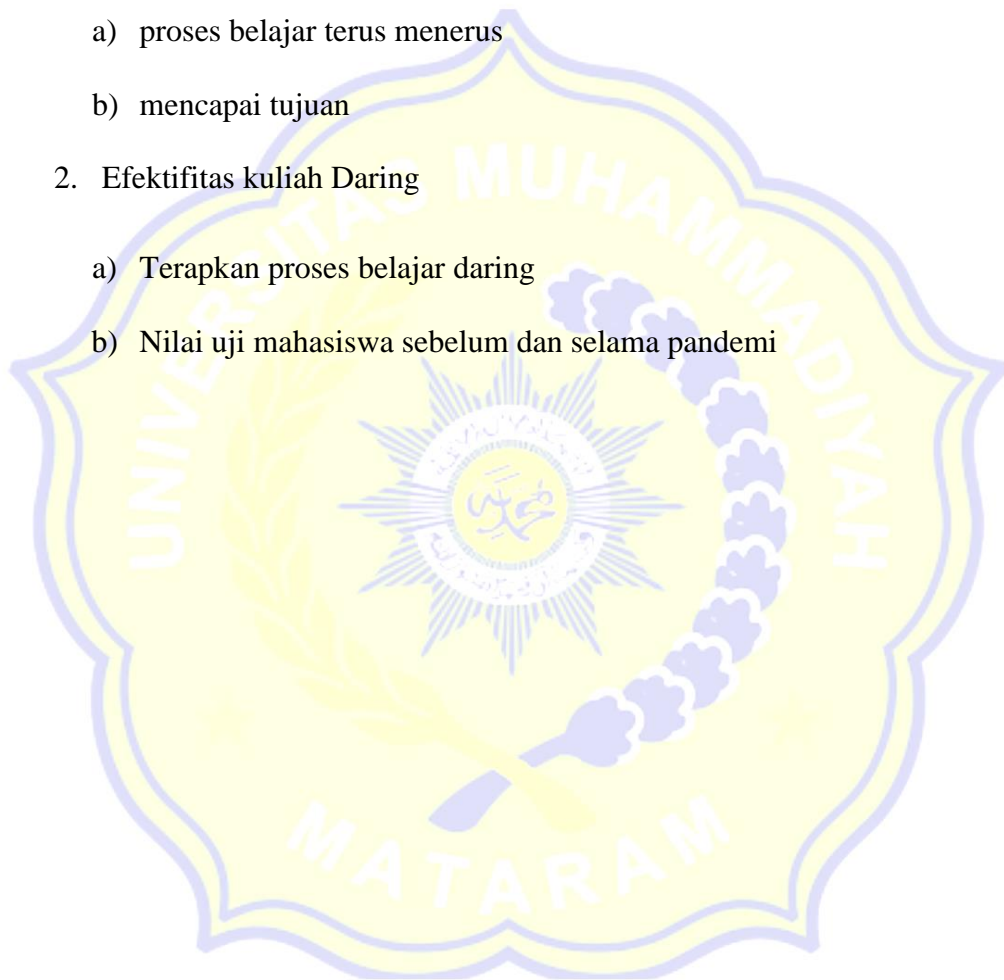 a) proses belajar terus menerus
b) mencapai tujuan
2. Efektifitas kuliah Daring
a) Terapkan proses belajar daring
b) Nilai uji mahasiswa sebelum dan selama pandemi
UNIVERSITAS MUHAMMADIYAH
MATARAM